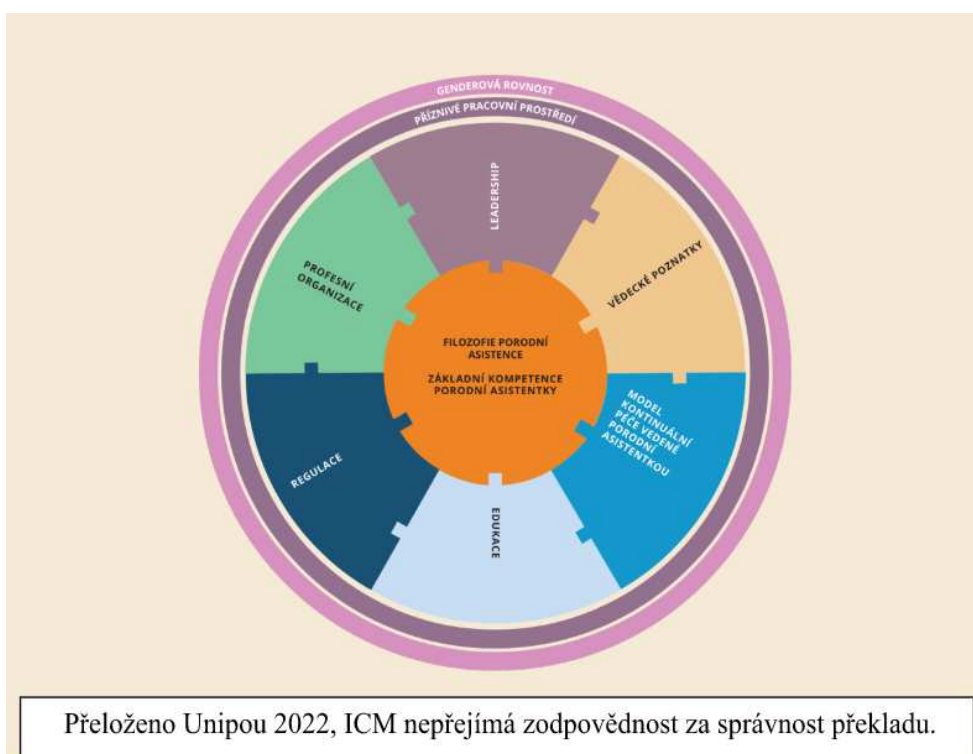 GENDEROVÁ ROVNOST
PŘÍZNIVÉ PRACOVNÍ PROSTŘEDÍ
LEADERSHIP
PROFESNÍ
ORGANIZACE
VĚDECKÉ POZNATKY
FILOZOFIE PORODNÍ
ASISTENCE
ZÁKLADNÍ KOMPETENCE
PORODNÍ ASISTENTKY
MODEL
KONTINUÁLNÍ
PÉČE VEDENÉ
PORODNÍ
ASISTENTKOU
REGULACE
EDUKACE
Přeloženo Unipou 2022, ICM nepřejímá zodpovědnost za správnost překladu.